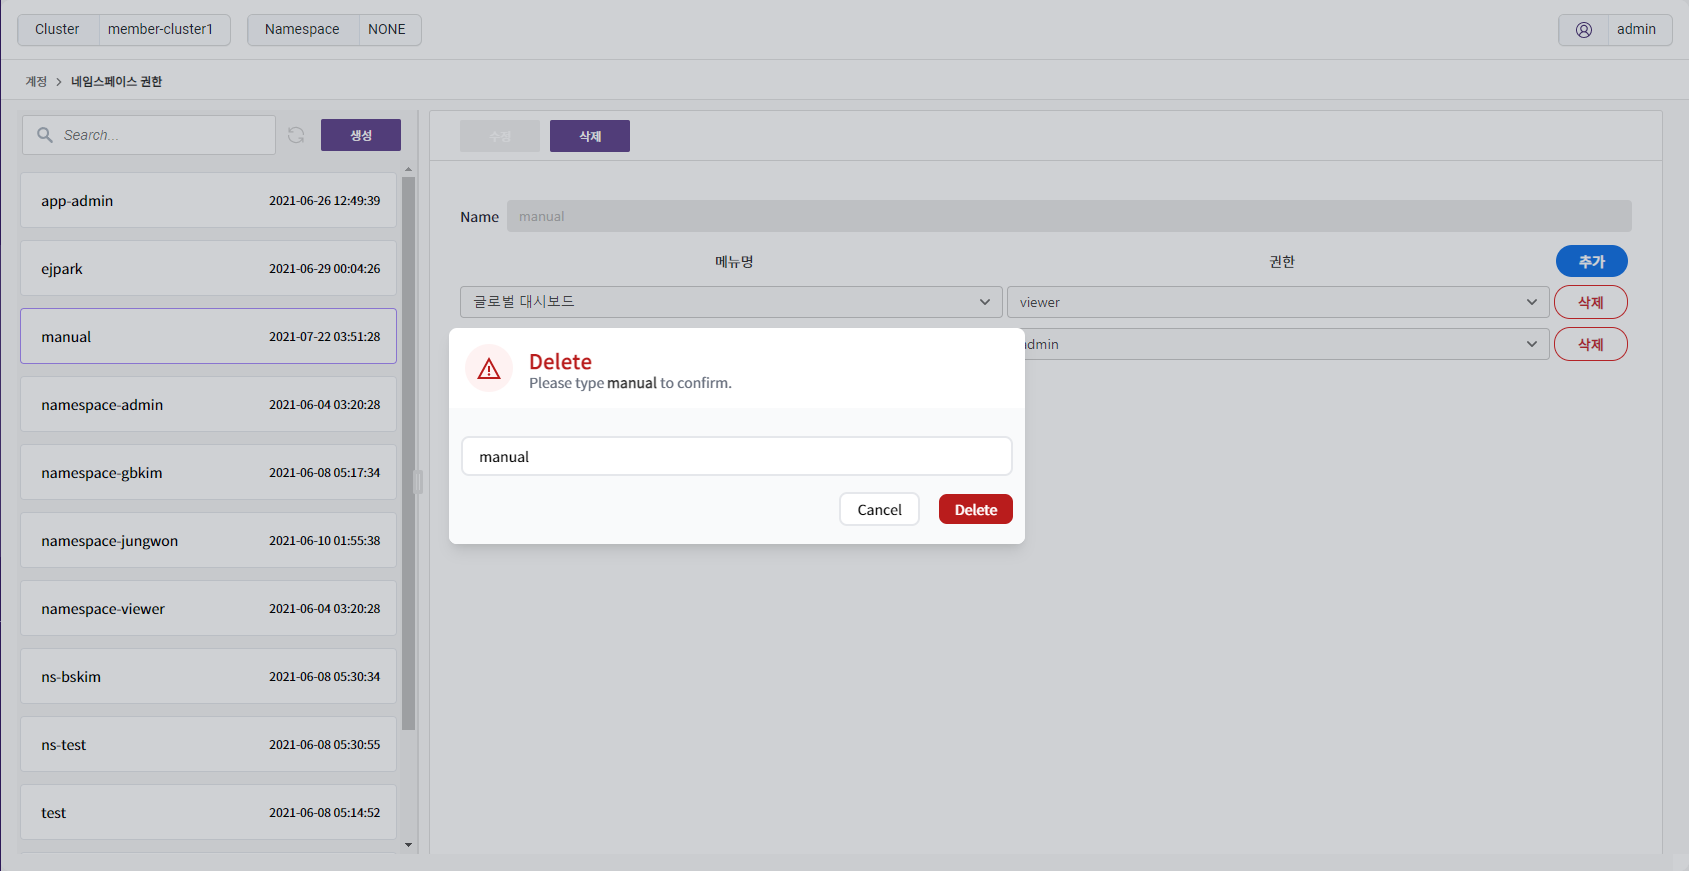 Cluster member-cluster1 Namespace NONE admin
계정 > 네임스페이스 권한
Search... 생성 수정 삭제
app-admin 2021-06-26 12:49:39
ejpark 2021-06-29 00:04:26
manual 2021-07-22 03:51:28
namespace-admin 2021-06-04 03:20:28
namespace-gbkim 2021-06-08 05:17:34
namespace-jungwon 2021-06-10 01:55:38
namespace-viewer 2021-06-04 03:20:28
ns-bskim 2021-06-08 05:30:34
ns-test 2021-06-08 05:30:55
test 2021-06-08 05:14:52
Name manual
메뉴명 권한 추가
글로벌 대시보드 viewer 삭제
admin 삭제
Delete
Please type manual to confirm.
manual
Cancel Delete